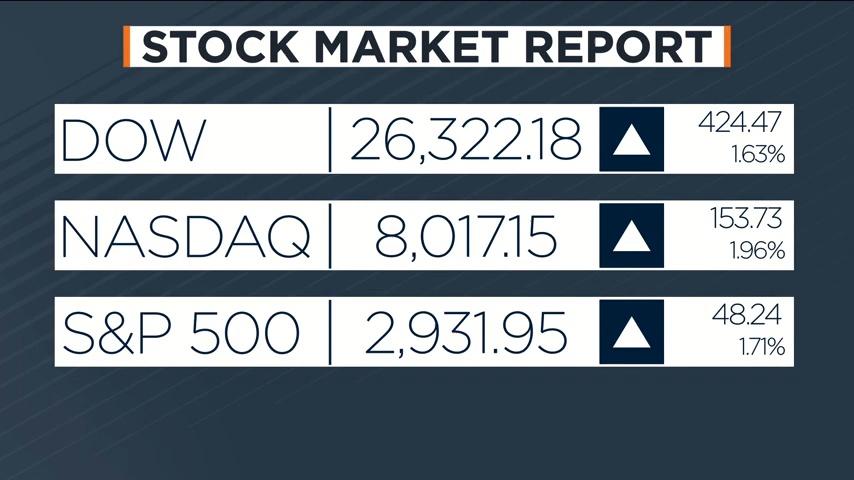 STOCK MARKET REPORT
DOW 26,322.18 424.47
1.63%
NASDAQ 8,017.15 153.73
1.96%
S&P 500 2,931.95 48.24
1.71%